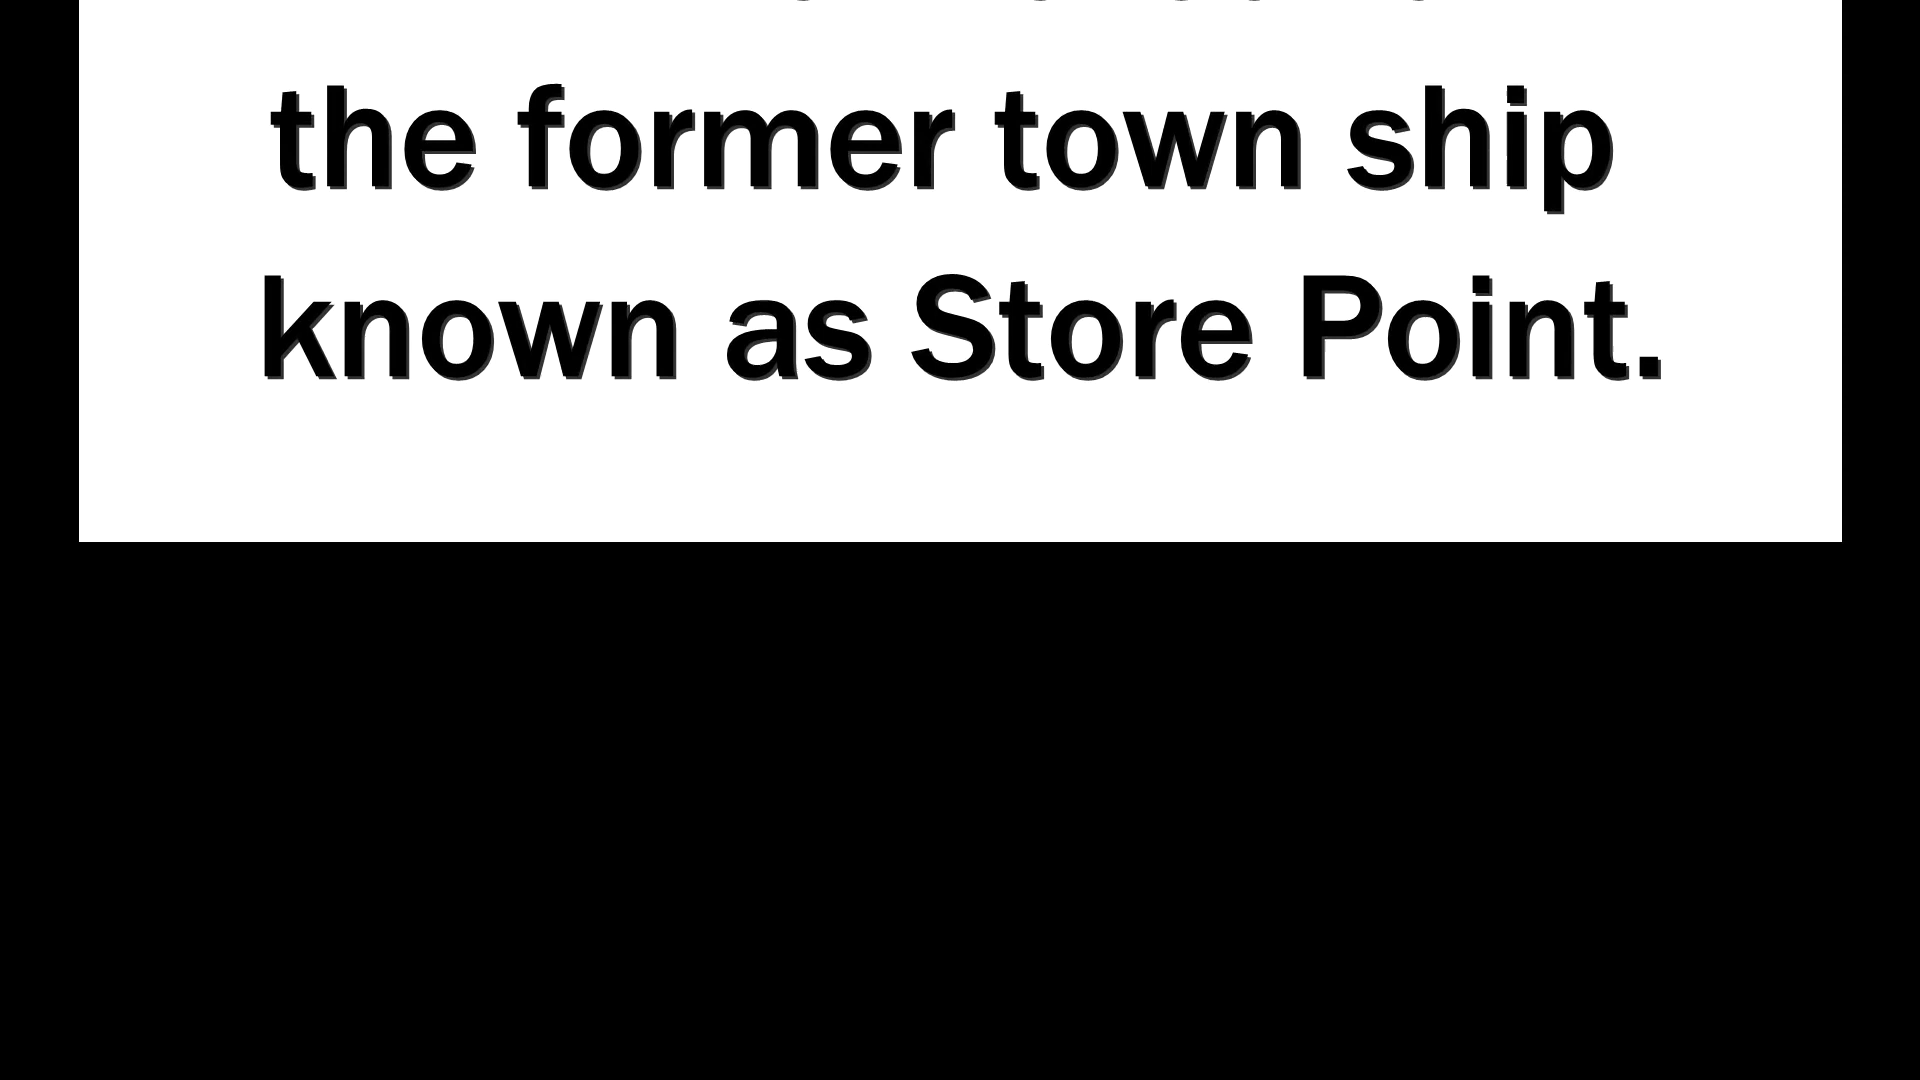 the former town ship
known as Store Point.